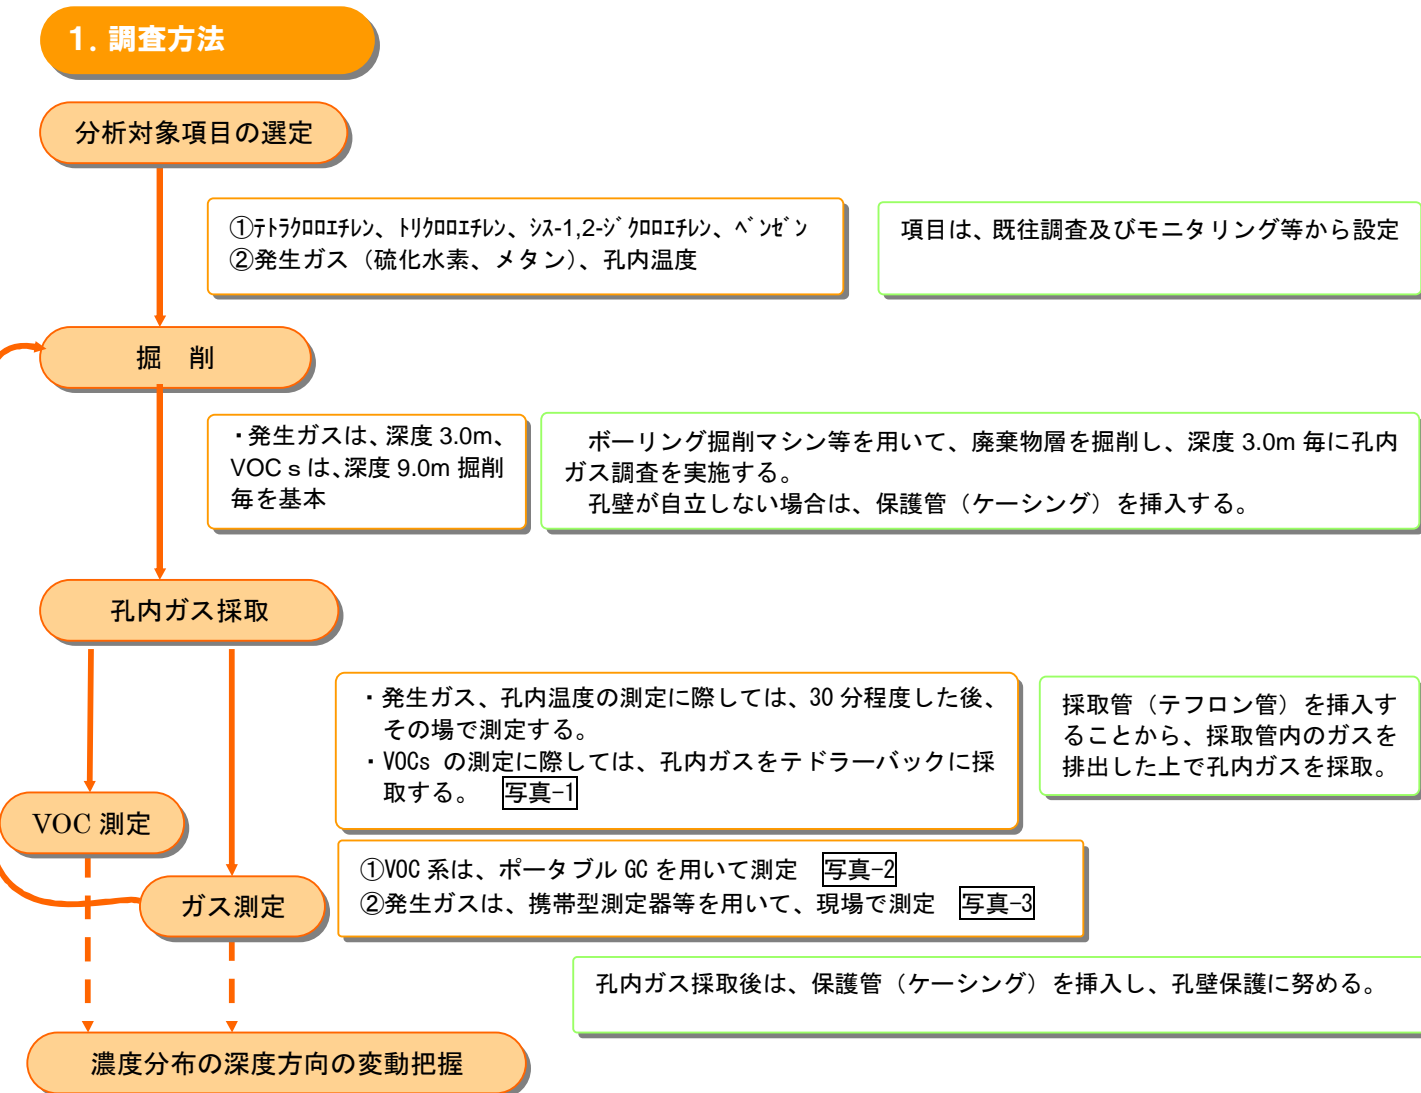 1. 調査方法
分析対象項目の選定
①ﾃﾄﾗｸﾛﾛｴﾁﾚﾝ、ﾄﾘｸﾛﾛｴﾁﾚﾝ、ｼｽ-1,2-ｼﾞｸﾛﾛｴﾁﾚﾝ、ﾍﾞﾝｾﾞﾝ
②発生ガス（硫化水素、メタン）、孔内温度
項目は、既往調査及びモニタリング等から設定
掘　削
・発生ガスは、深度 3.0m、
VOCｓは、深度 9.0m 掘削
毎を基本
ボーリング掘削マシン等を用いて、廃棄物層を掘削し、深度 3.0m 毎に孔内
ガス調査を実施する。
孔壁が自立しない場合は、保護管（ケーシング）を挿入する。
孔内ガス採取
・発生ガス、孔内温度の測定に際しては、30 分程度した後、
その場で測定する。
・VOCs の測定に際しては、孔内ガスをテドラーバックに採
取する。　写真-1
採取管（テフロン管）を挿入す
ることから、採取管内のガスを
排出した上で孔内ガスを採取。
VOC 測定
①VOC 系は、ポータブル GC を用いて測定　写真-2
②発生ガスは、携帯型測定器等を用いて、現場で測定　写真-3
ガス測定
孔内ガス採取後は、保護管（ケーシング）を挿入し、孔壁保護に努める。
濃度分布の深度方向の変動把握